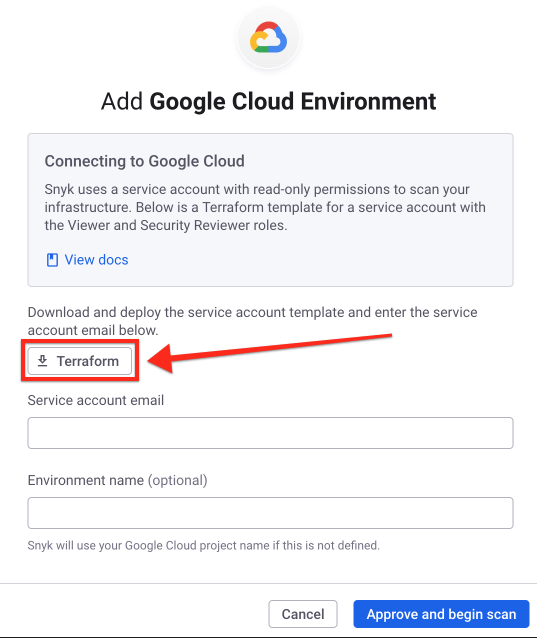 Add Google Cloud Environment
Connecting to Google Cloud
Snyk uses a service account with read-only permissions to scan your
infrastructure. Below is a Terraform template for a service account with
the Viewer and Security Reviewer roles.
View docs
Download and deploy the service account template and enter the service
account email below.
Terraform
Service account email
Environment name (optional)
Snyk will use your Google Cloud project name if this is not defined.
Cancel
Approve and begin scan